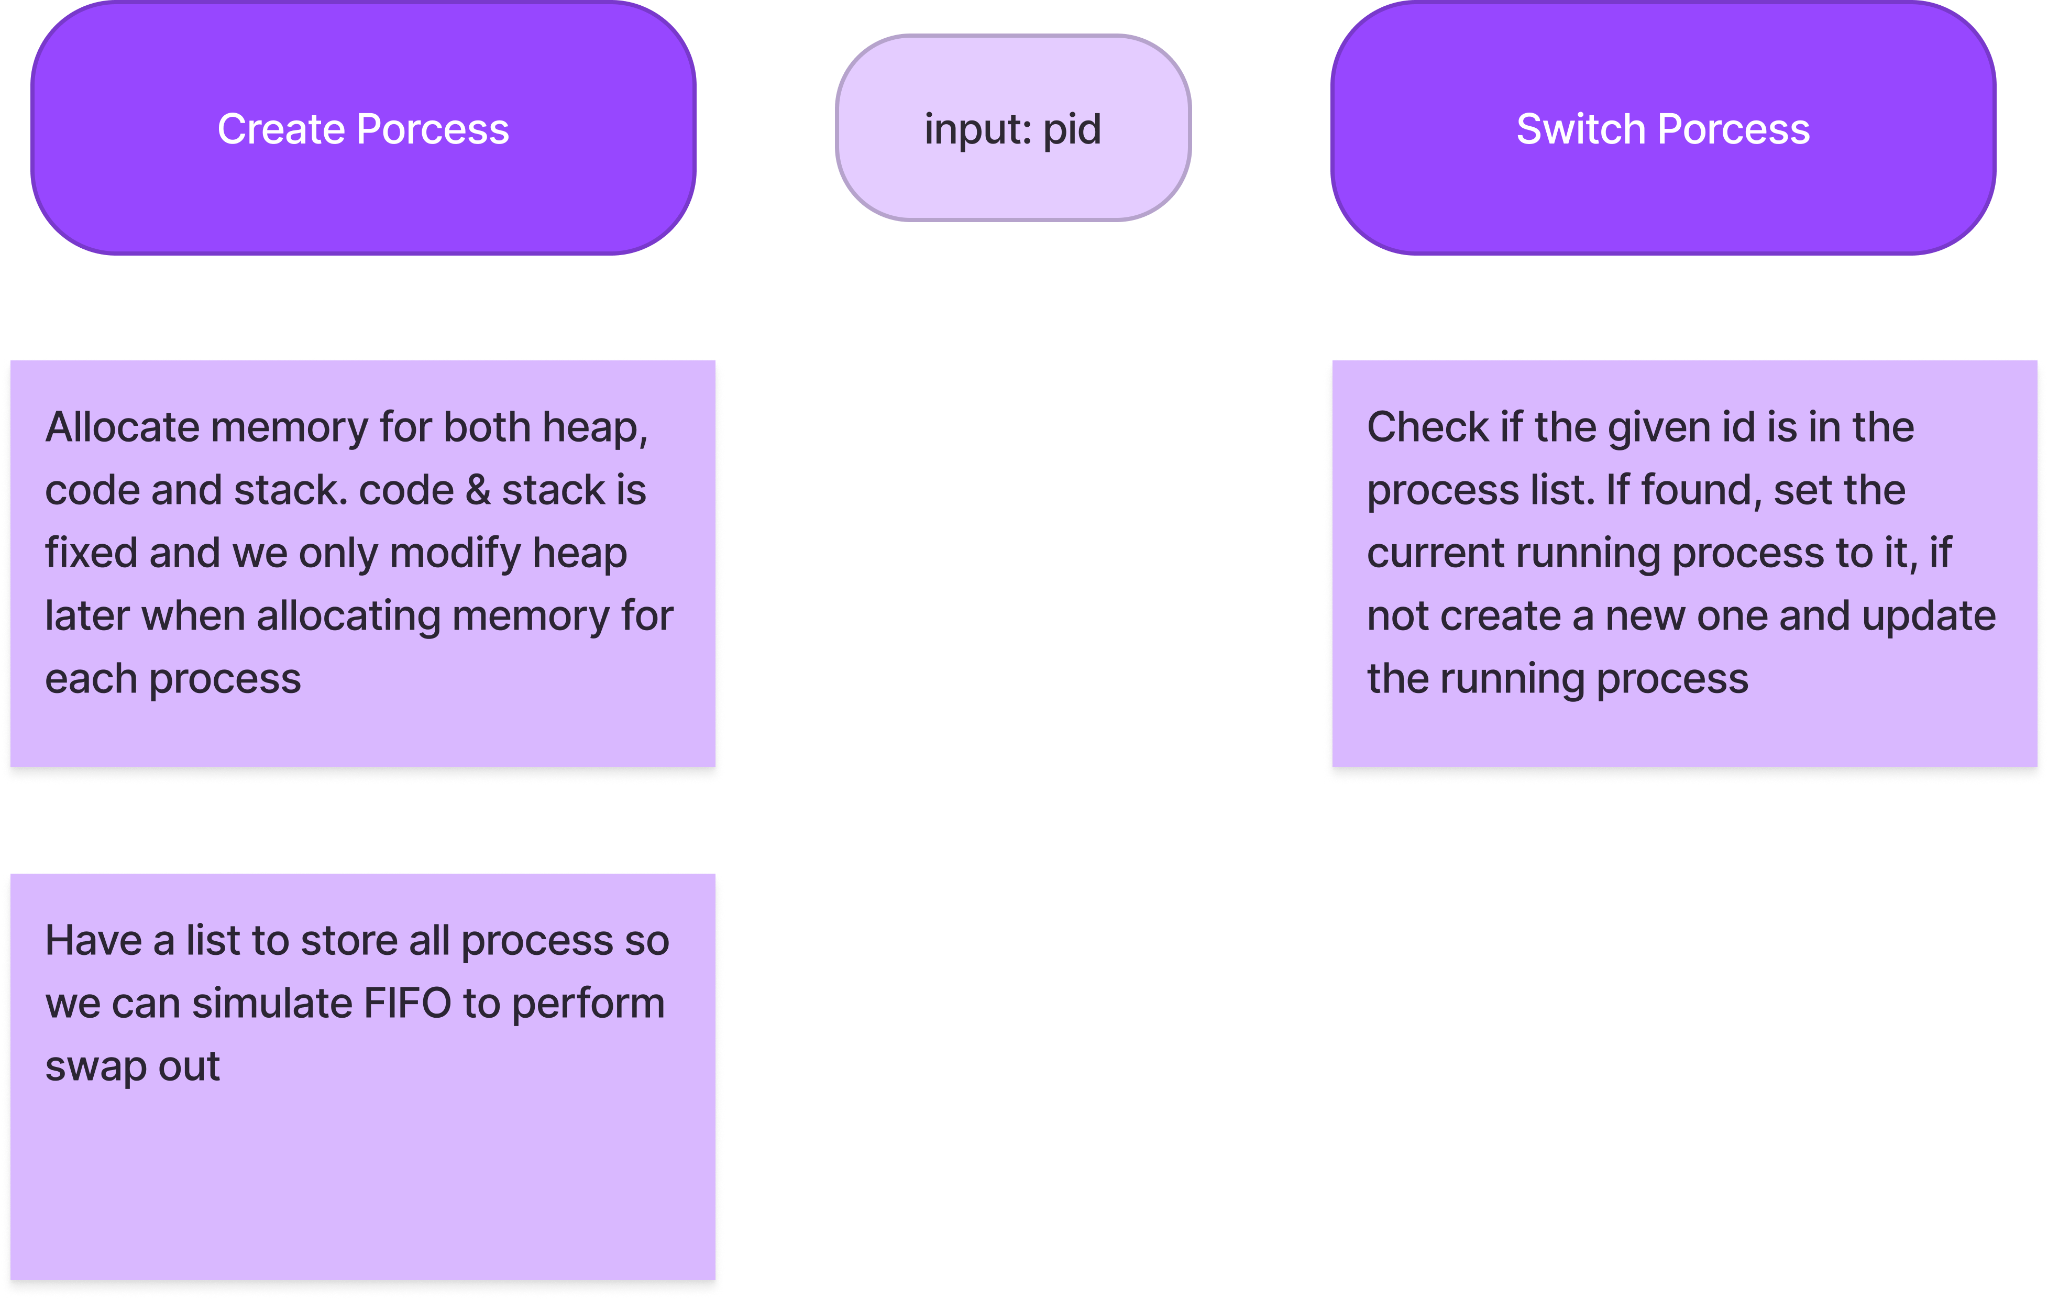 Create Porcess
input: pid
Switch Porcess
Allocate memory for both heap,
code and stack. code & stack is
fixed and we only modify heap
later when allocating memory for
each process
Check if the given id is in the
process list. If found, set the
current running process to it, if
not create a new one and update
the running process
Have a list to store all process so
we can simulate FIFO to perform
swap out